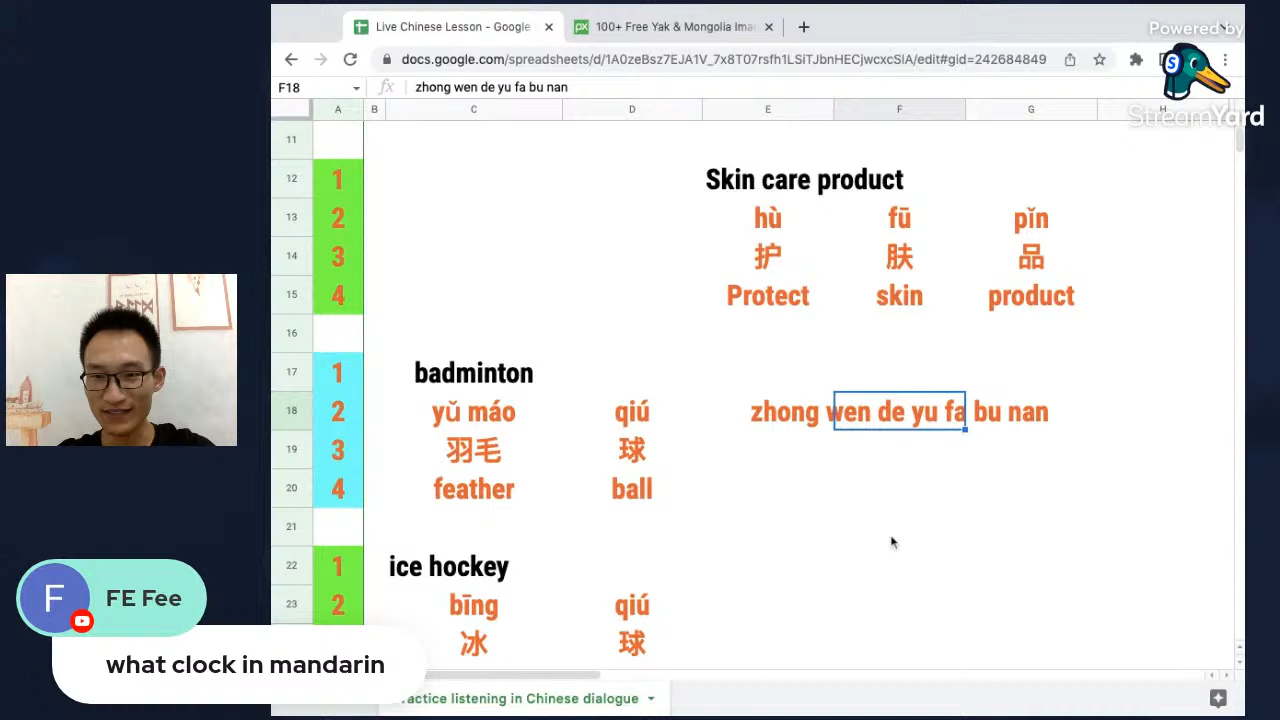 Live Chinese Lesson - Google
100+ Free Yak & Mongolia Ima
Powered by
docs.google.com/spreadsheets/d/1A0zeBsz7EJA1V_7x8T07rsfh1LSiTJbnHECjwcxcSlA/edit#gid=242684849
StreamYard
F18
fx
zhong wen de yu fa bu nan
A B C D E F G H
11
12 1 Skin care product
13 2 hù fū pǐn
14 3 护 肤 品
15 4 Protect skin product
16
17 1 badminton
18 2 yǔ máo qiú zhong wen de yu fa bu nan
19 3 羽毛 球
20 4 feather ball
21
22 1 ice hockey
23 2 bīng qiú
冰 球
F FE Fee
what clock in mandarin
ractice listening in Chinese dialogue